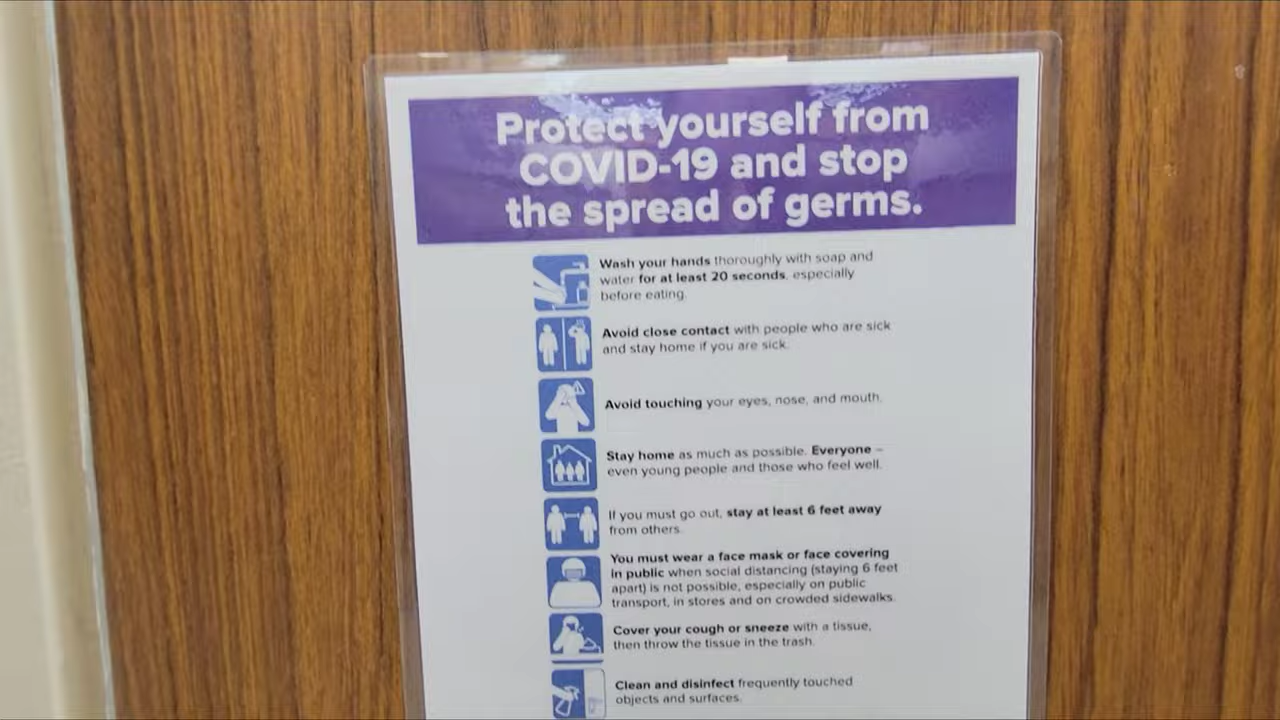 Protect yourself from
COVID-19 and stop
the spread of germs.
Wash your hands thoroughly with soap and
water for at least 20 seconds, especially
before eating.
Avoid close contact with people who are sick
and stay home if you are sick.
Avoid touching your eyes, nose, and mouth.
Stay home as much as possible. Everyone –
even young people and those who feel well.
If you must go out, stay at least 6 feet away
from others.
You must wear a face mask or face covering
in public when social distancing (staying 6 feet
apart) is not possible, especially on public
transport, in stores and on crowded sidewalks.
Cover your cough or sneeze with a tissue,
then throw the tissue in the trash.
Clean and disinfect frequently touched
objects and surfaces.